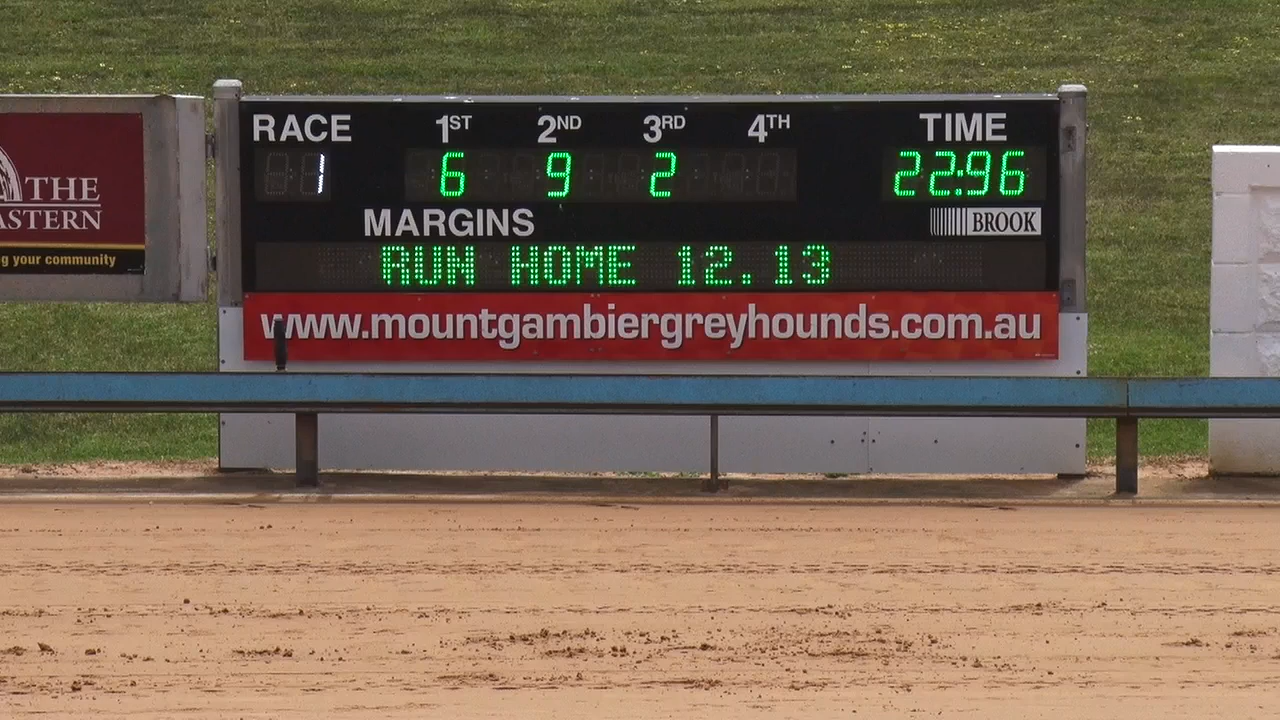 THE
ASTERN
g your community
RACE 1ST 2ND 3RD 4TH TIME
1 6 9 2 22:96
MARGINS BROOK
RUN HOME 12.13
www.mountgambiergreyhounds.com.au